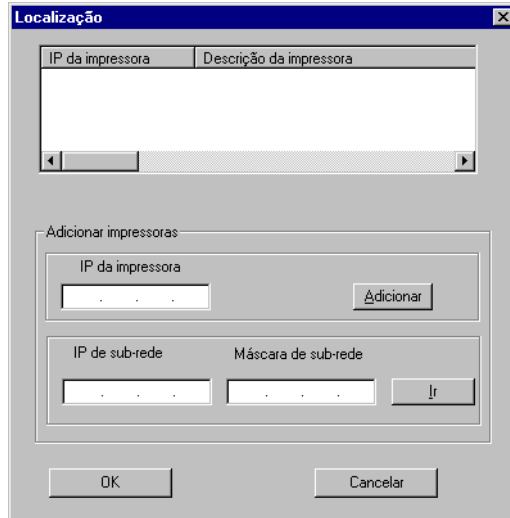 Localização
IP da impressora Descrição da impressora
Adicionar impressoras
IP da impressora
. . . Adicionar
IP de sub-rede Máscara de sub-rede
. . . . . . Ir
OK Cancelar